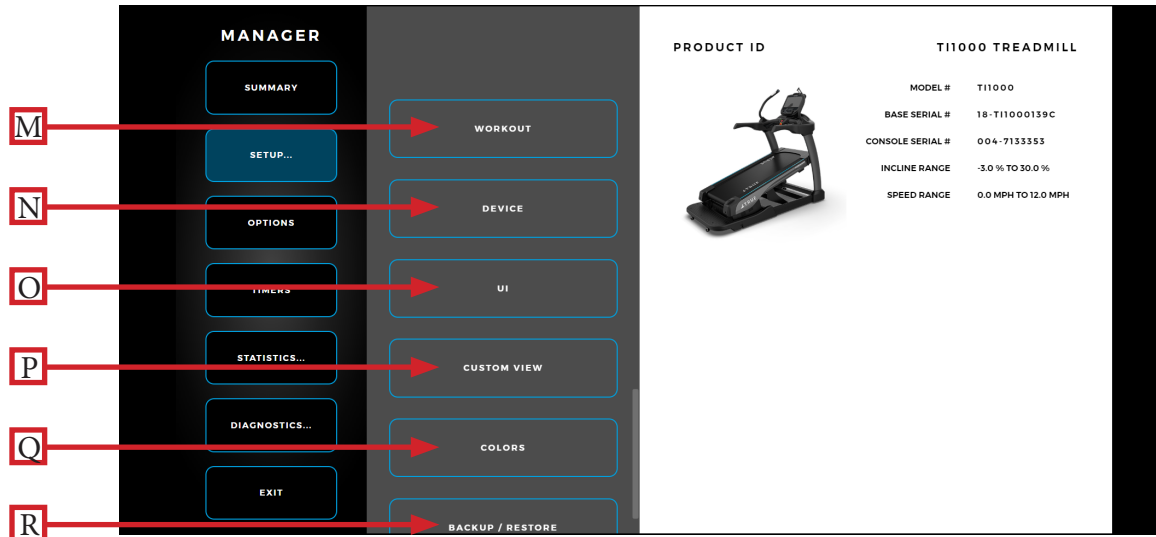 MANAGER
SUMMARY
SETUP...
OPTIONS
TIMERS
STATISTICS...
DIAGNOSTICS...
EXIT
M
N
O
P
Q
R
WORKOUT
DEVICE
UI
CUSTOM VIEW
COLORS
BACKUP / RESTORE
PRODUCT ID
TI1000 TREADMILL
MODEL # TI1000
BASE SERIAL # 18-TI1000139C
CONSOLE SERIAL # 004-7133353
INCLINE RANGE -3.0 % TO 30.0 %
SPEED RANGE 0.0 MPH TO 12.0 MPH
TRUE